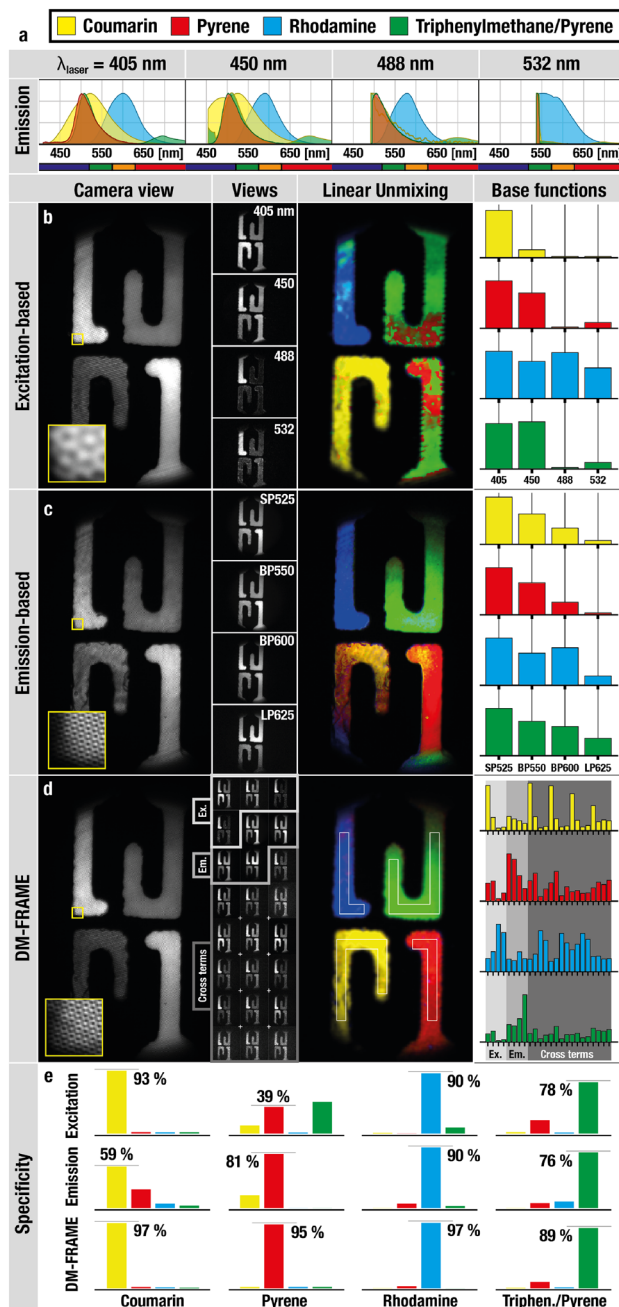 a
Coumarin Pyrene Rhodamine Triphenylmethane/Pyrene
λlaser = 405 nm 450 nm 488 nm 532 nm
Emission
450 550 650 [nm] 450 550 650 [nm] 450 550 650 [nm] 450 550 650 [nm]
Camera view Views Linear Unmixing Base functions
Excitation-based
b
405 nm
450
488
532
405 450 488 532
Emission-based
c
SP525
BP550
BP600
LP625
SP525 BP550 BP600 LP625
DM-FRAME
d
Ex.
Em.
Cross terms
Ex. Em. Cross terms
Specificity
e
Excitation
93 % 39 % 90 % 78 %
Emission
59 % 81 % 90 % 76 %
DM-FRAME
97 % 95 % 97 % 89 %
Coumarin Pyrene Rhodamine Triphen./Pyrene